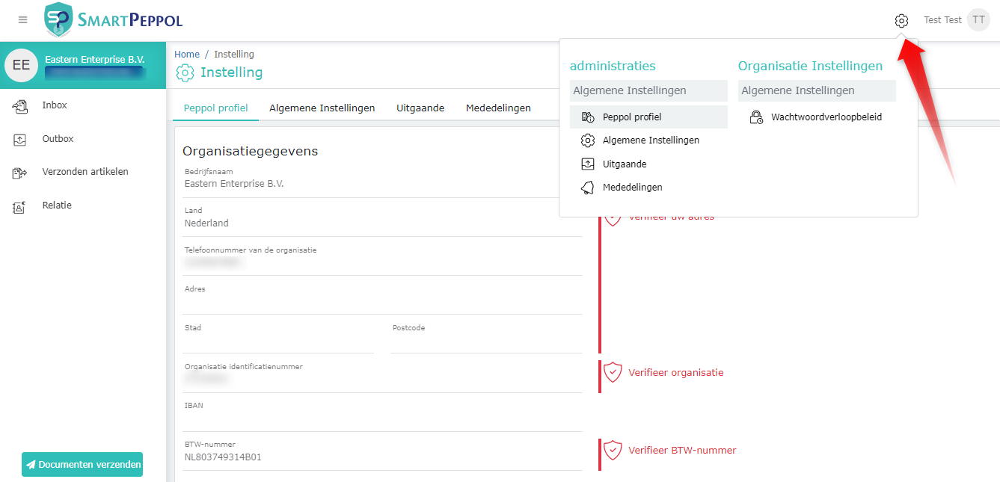 SMARTPEPPOL
Test Test TT
EE Eastern Enterprise B.V.
Inbox
Outbox
Verzonden artikelen
Relatie
Documenten verzenden
Home / Instelling
Instelling
Peppol profiel Algemene Instellingen Uitgaande Mededelingen
administraties
Algemene Instellingen
Peppol profiel
Algemene Instellingen
Uitgaande
Mededelingen
Organisatie Instellingen
Algemene Instellingen
Wachtwoordverloopbeleid
Organisatiegegevens
Bedrijfsnaam
Eastern Enterprise B.V.
Land
Nederland
Verifieer uw adres
Telefoonnummer van de organisatie
Adres
Stad Postcode
Organisatie identificatienummer
Verifieer organisatie
IBAN
BTW-nummer
NL803749314B01
Verifieer BTW-nummer